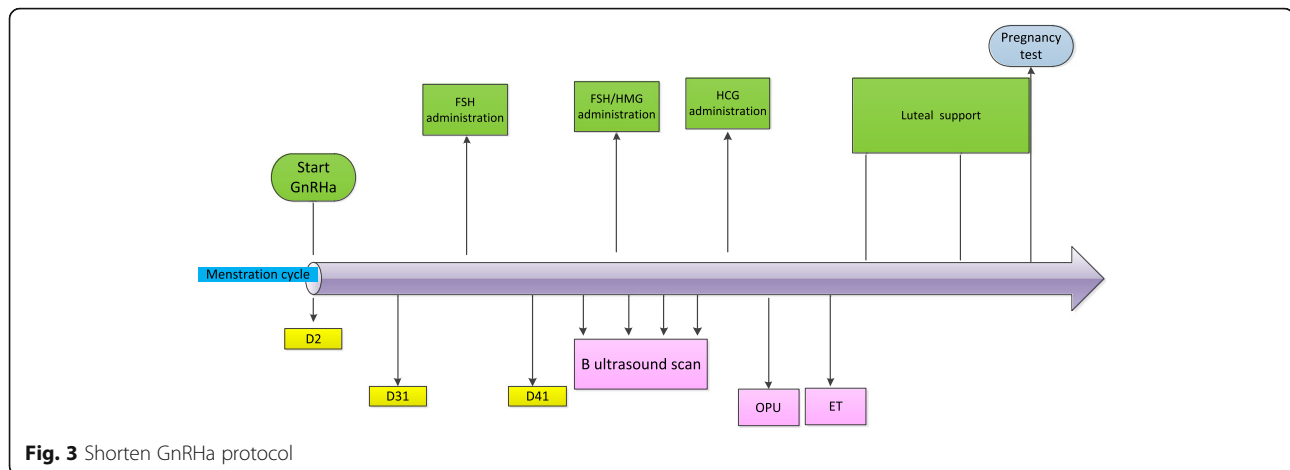 Pregnancy
test
FSH
administration
FSH/HMG
administration
HCG
administration
Luteal support
Start
GnRHa
Menstration cycle
D2
D31
D41
B ultrasound scan
OPU
ET
Fig. 3 Shorten GnRHa protocol